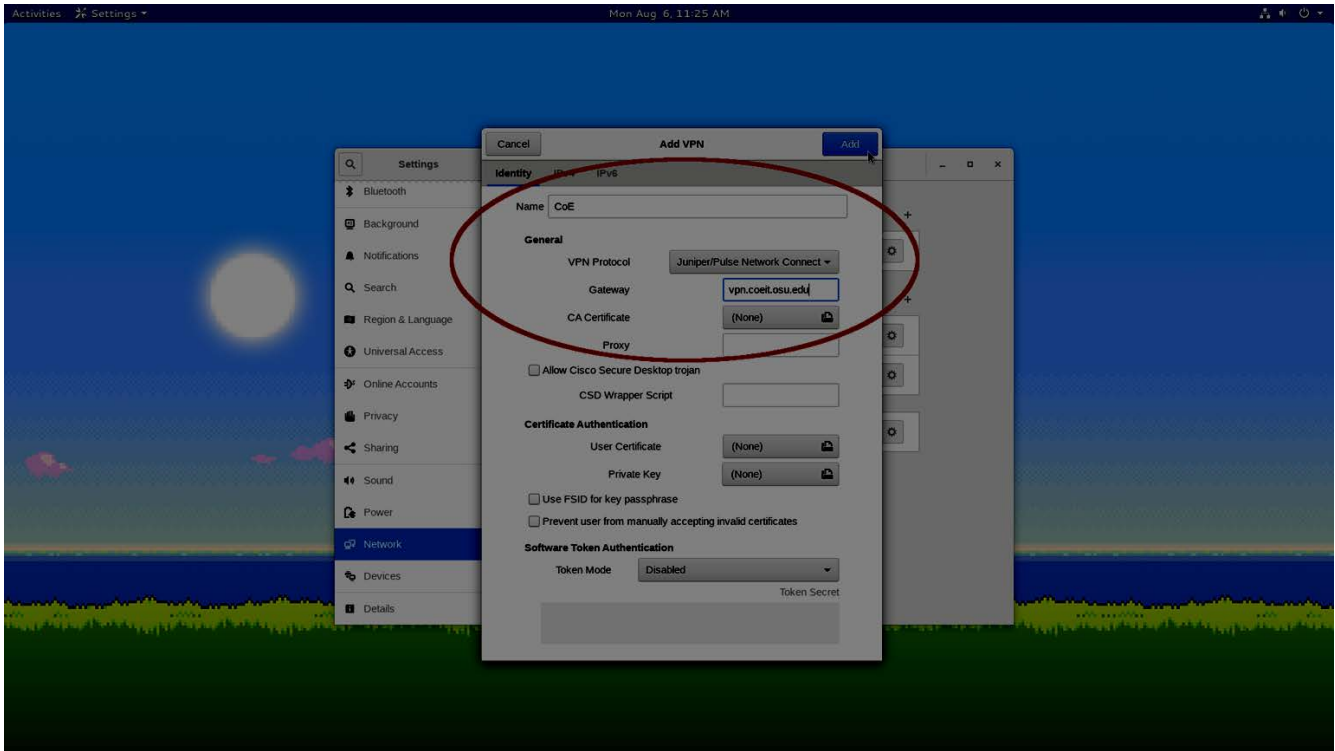 Activities Settings Mon Aug 6, 11:25 AM
Cancel Add VPN Add
Settings
Identity IPv4 IPv6
Bluetooth
Name CoE
Background
General
Notifications
VPN Protocol Juniper/Pulse Network Connect
Search
Gateway vpn.coeit.osu.edu
Region & Language
CA Certificate (None)
Universal Access
Proxy
Allow Cisco Secure Desktop trojan
Online Accounts
CSD Wrapper Script
Privacy
Certificate Authentication
Sharing
User Certificate (None)
Sound
Private Key (None)
Power
Use FSID for key passphrase
Prevent user from manually accepting invalid certificates
Network
Software Token Authentication
Devices
Token Mode Disabled
Token Secret
Details